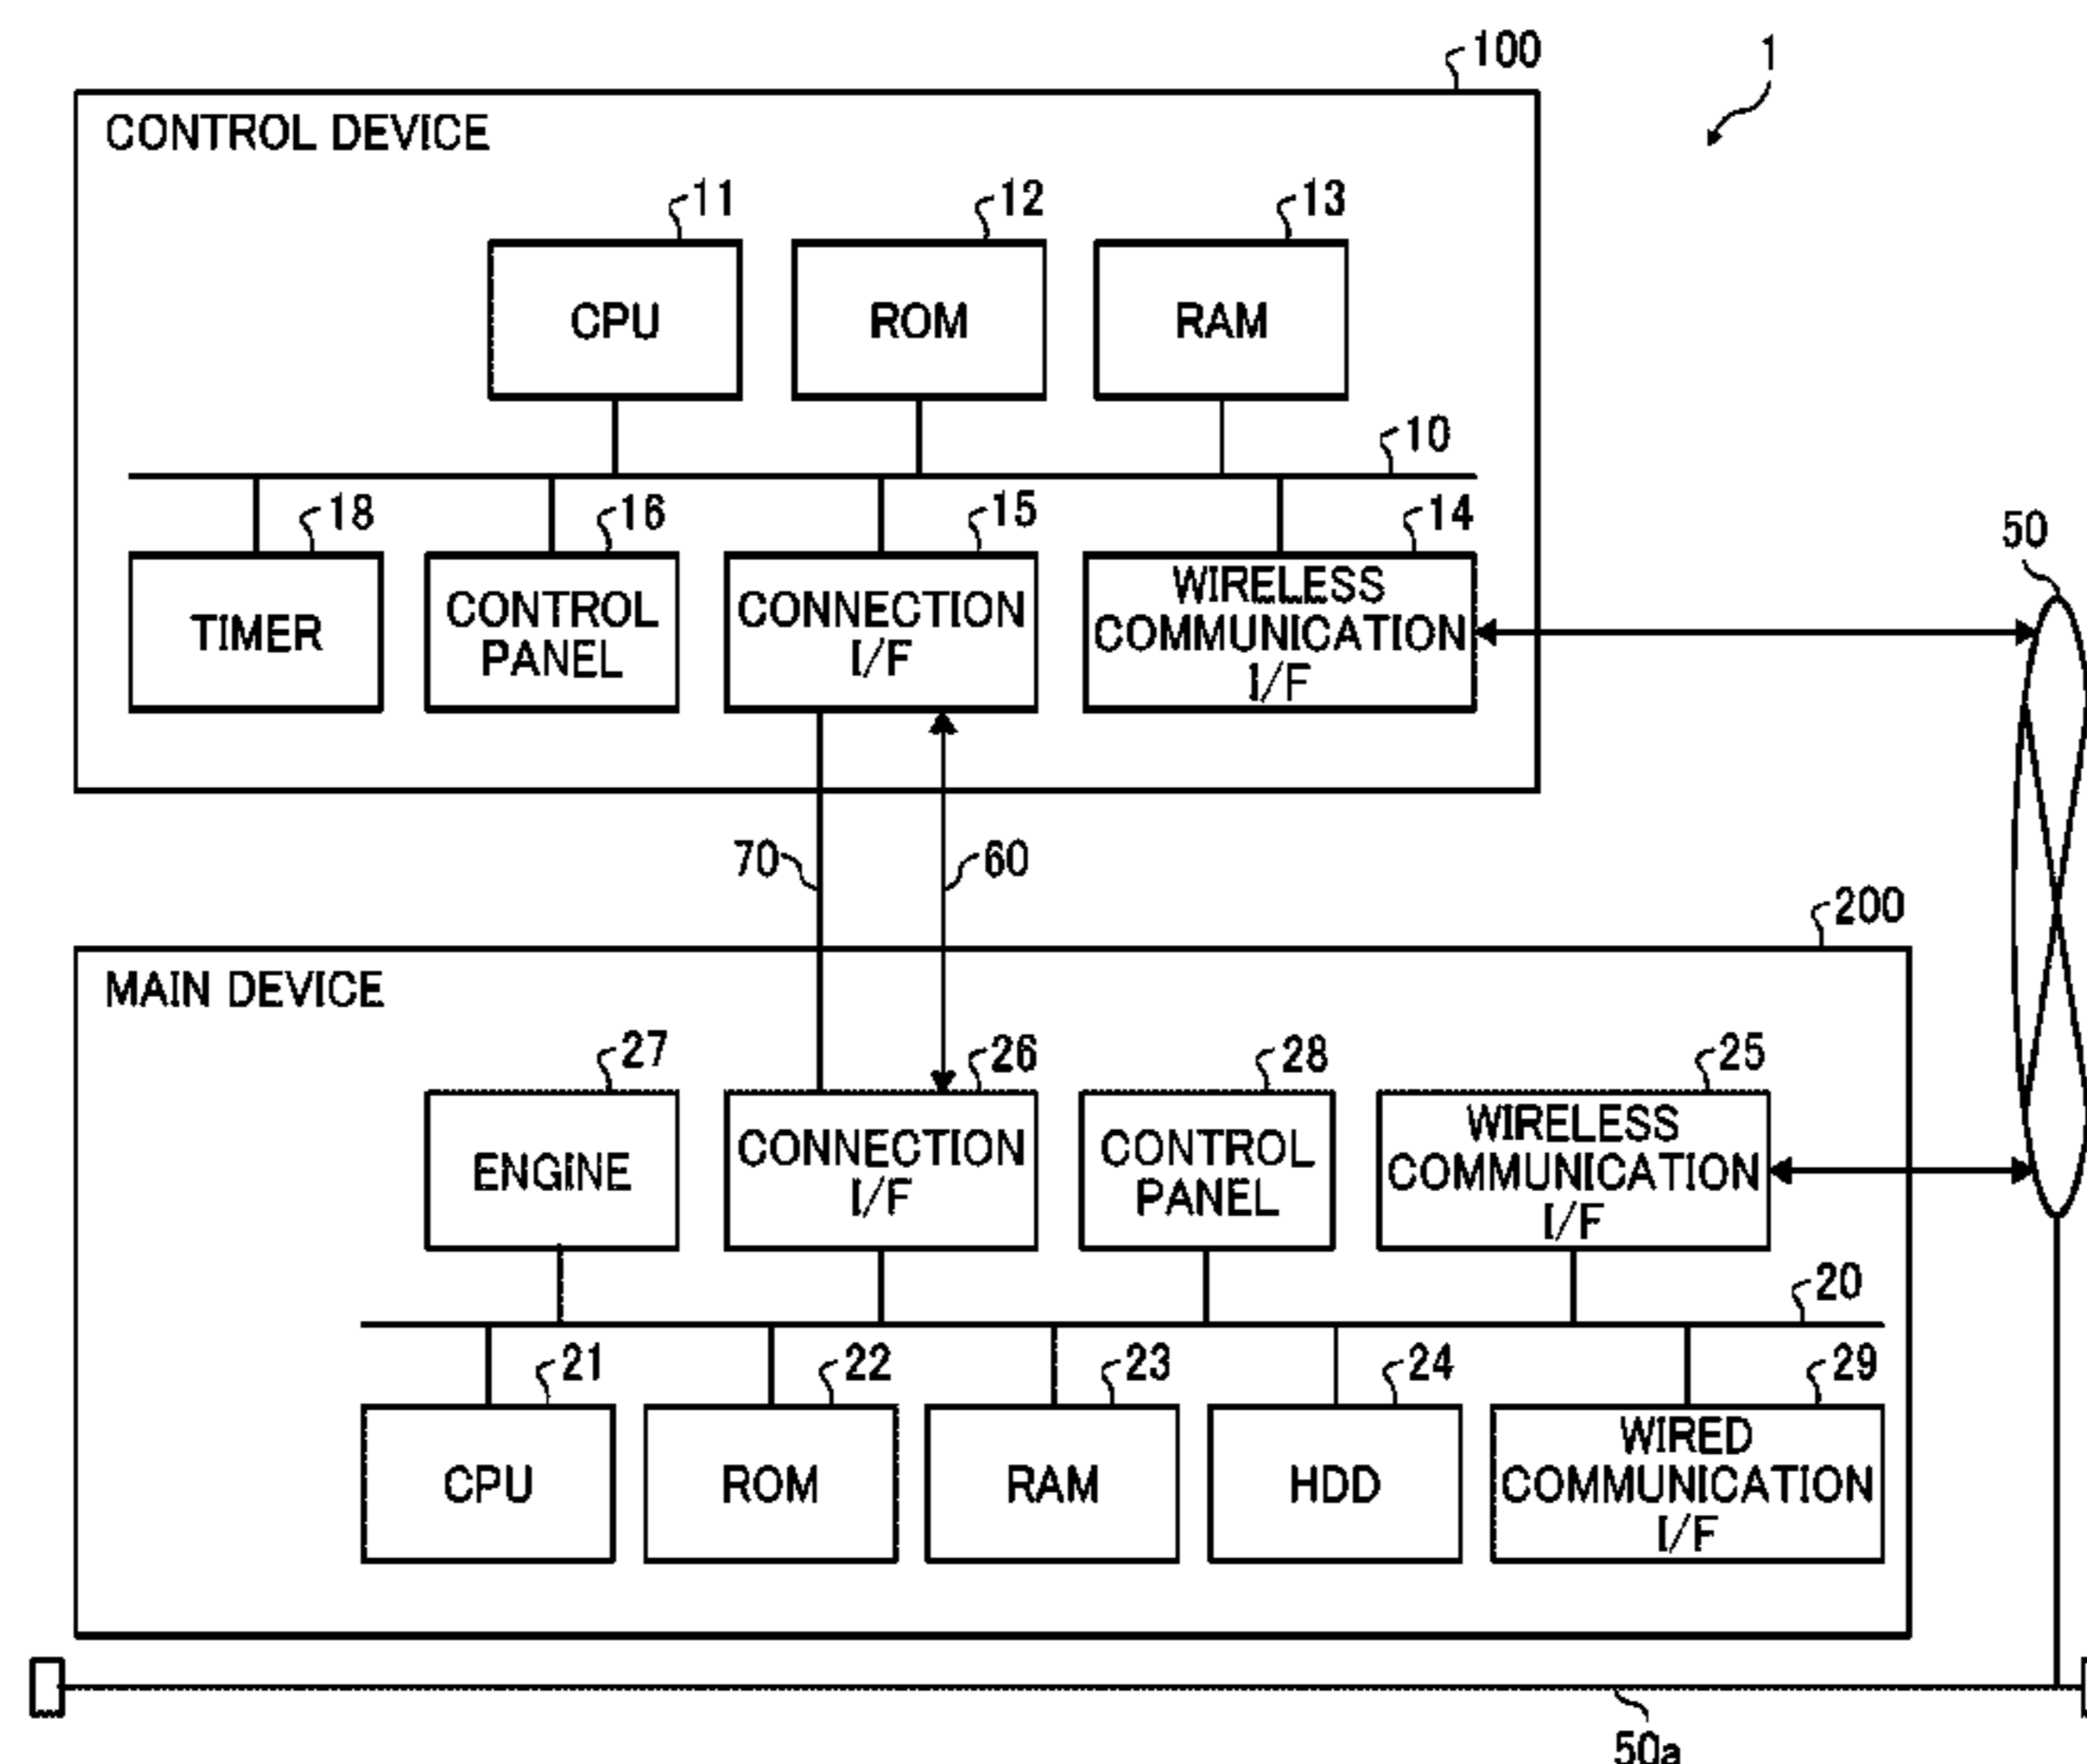 100
1
CONTROL DEVICE
11
12
13
CPU
ROM
RAM
10
18
16
15
14
50
TIMER
CONTROL
PANEL
CONNECTION
I/F
WIRELESS
COMMUNICATION
I/F
70
60
200
MAIN DEVICE
27
26
28
25
ENGINE
CONNECTION
I/F
CONTROL
PANEL
WIRELESS
COMMUNICATION
I/F
20
21
22
23
24
29
CPU
ROM
RAM
HDD
WIRED
COMMUNICATION
I/F
50a